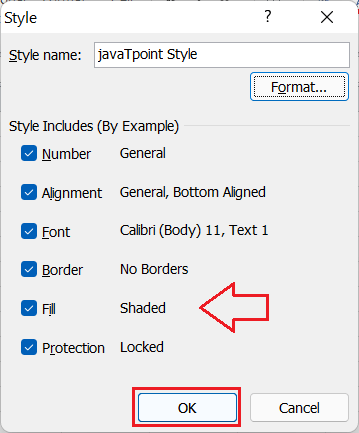 Style
?
Style name: javaTpoint Style
Format...
Style Includes (By Example)
Number General
Alignment General, Bottom Aligned
Font Calibri (Body) 11, Text 1
Border No Borders
Fill Shaded
Protection Locked
OK Cancel